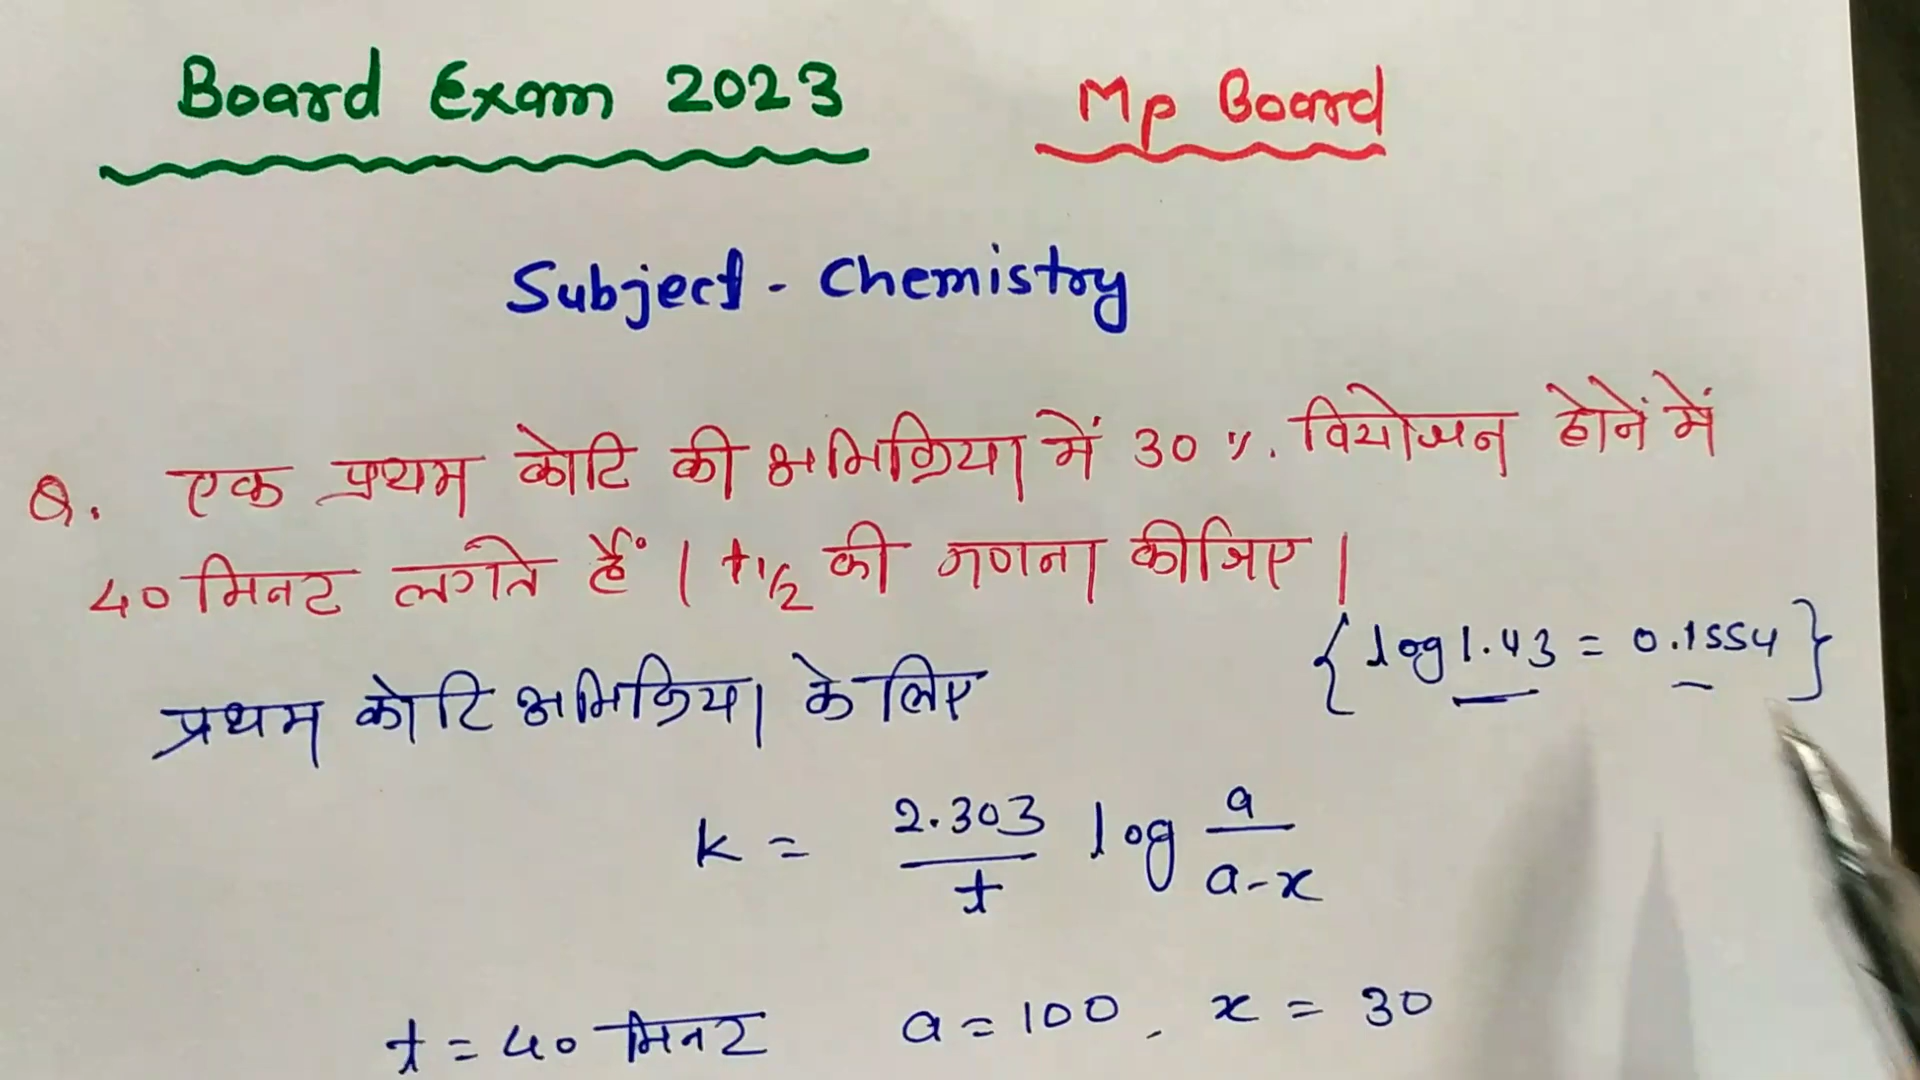 Board Exam 2023 Mp Board
Subject - Chemistry
Q. एक प्रथम कोटि की अभिक्रिया में 30 %. वियोजन होनें में
40 मिनट लगते हैं । t1/2 की गणना कीजिए ।
{ log 1.43 = 0.1554 }
प्रथम कोटि अभिक्रिया के लिए
k = 2.303/t log a/a-x
t = 40 मिनट a = 100 , x = 30